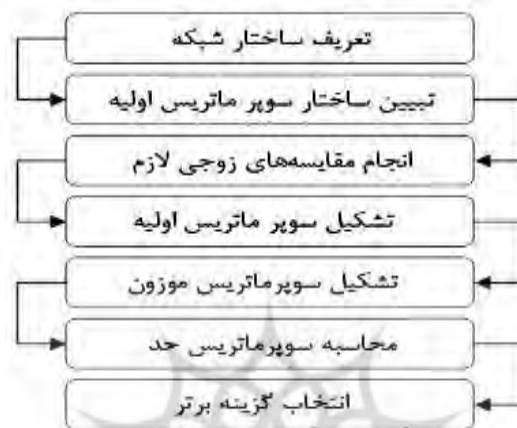 تعریف ساختار شبکه
تبیین ساختار سوپر ماتریس اولیه
انجام مقایسه‌های زوجی لازم
تشکیل سوپر ماتریس اولیه
تشکیل سوپرماتریس موزون
محاسبه سوپرماتریس حد
انتخاب گزینه برتر